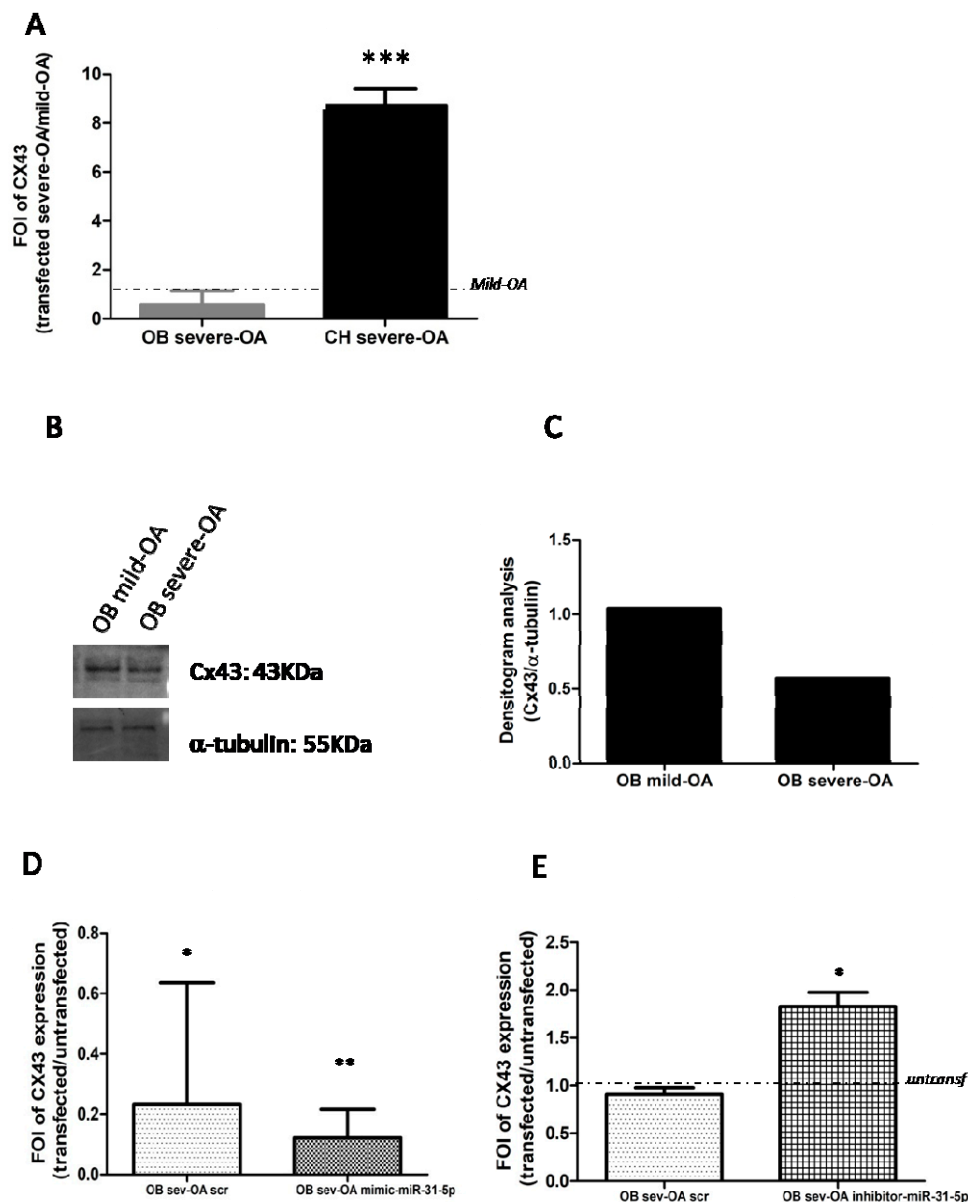 A
FOI of CX43
(transfected severe-OA/mild-OA)
10
8
6
4
2
0
***
Mild-OA
OB severe-OA
CH severe-OA
B
OB mild-OA
OB severe-OA
Cx43: 43KDa
α-tubulin: 55KDa
C
Densitogram analysis
(Cx43/α-tubulin)
1.5
1.0
0.5
0.0
OB mild-OA
OB severe-OA
D
FOI of CX43 expression
(transfected/untransfected)
0.8
0.6
0.4
0.2
0.0
*
**
OB sev-OA scr
OB sev-OA mimic-miR-31-5p
E
FOI of CX43 expression
(transfected/untransfected)
2.5
2.0
1.5
1.0
0.5
0.0
*
untransf
OB sev-OA scr
OB sev-OA inhibitor-miR-31-5p